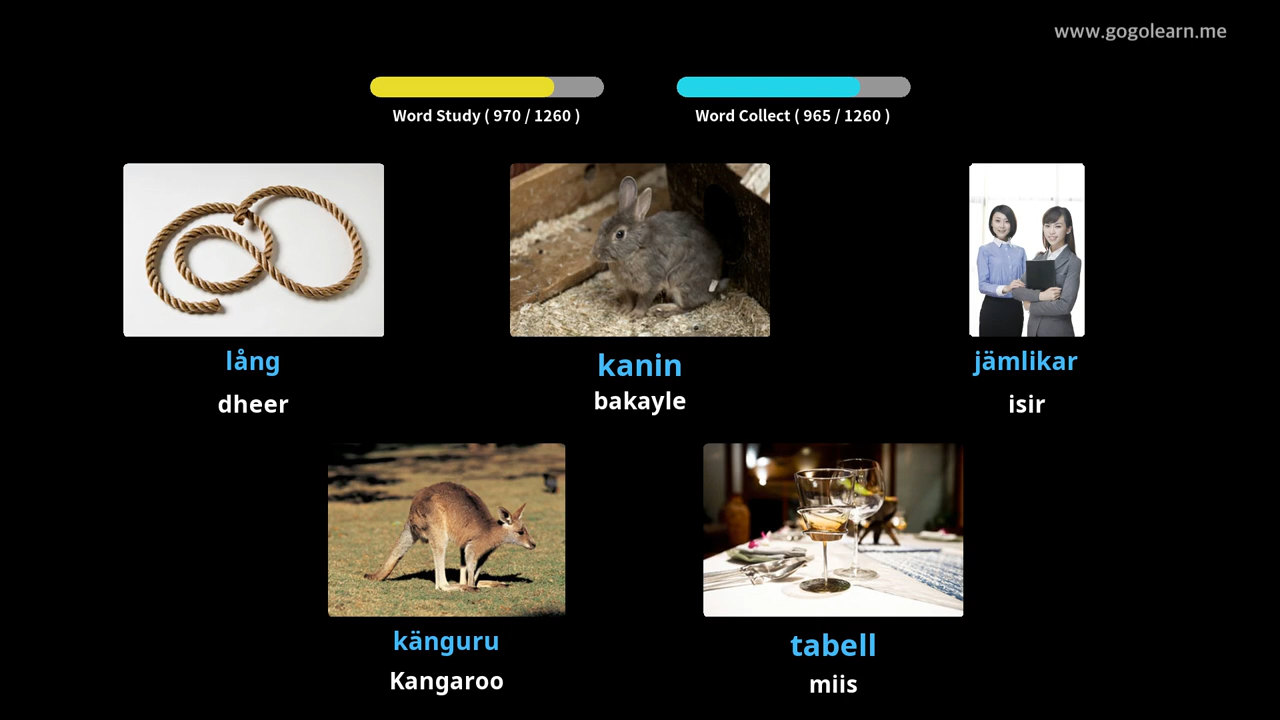 www.gogolearn.me
Word Study ( 970 / 1260 )
Word Collect ( 965 / 1260 )
lång
kanin
jämlikar
dheer
bakayle
isir
känguru
tabell
Kangaroo
miis